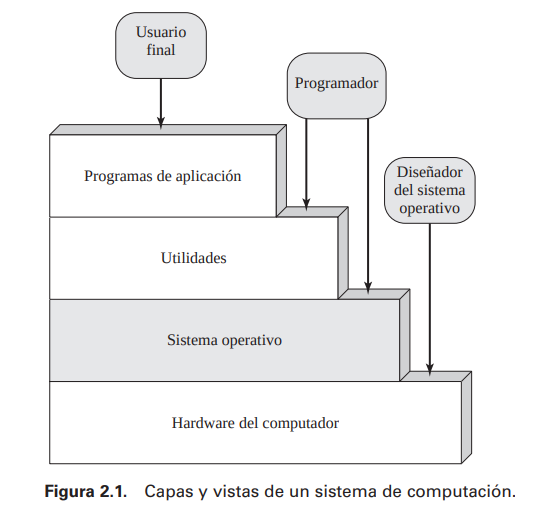 Usuario
final
Programador
Diseñador
del sistema
operativo
Programas de aplicación
Utilidades
Sistema operativo
Hardware del computador
Figura 2.1. Capas y vistas de un sistema de computación.